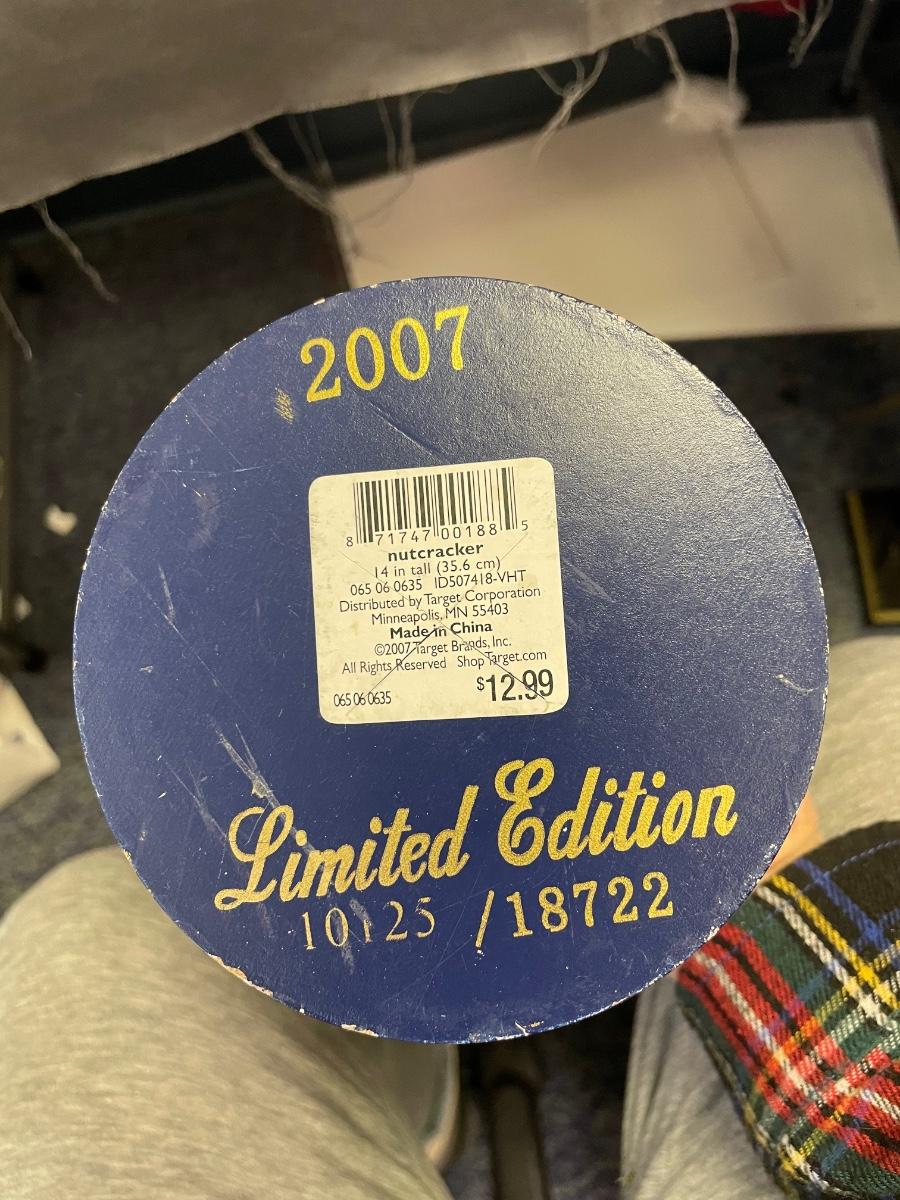 2007
8 71747 00188 5
nutcracker
14 in tall (35.6 cm)
065 06 0635 ID507418-VHT
Distributed by Target Corporation
Minneapolis, MN 55403
Made in China
©2007 Target Brands, Inc.
All Rights Reserved Shop Target.com
065 06 0635 $12.99
Limited Edition
10125 /18722